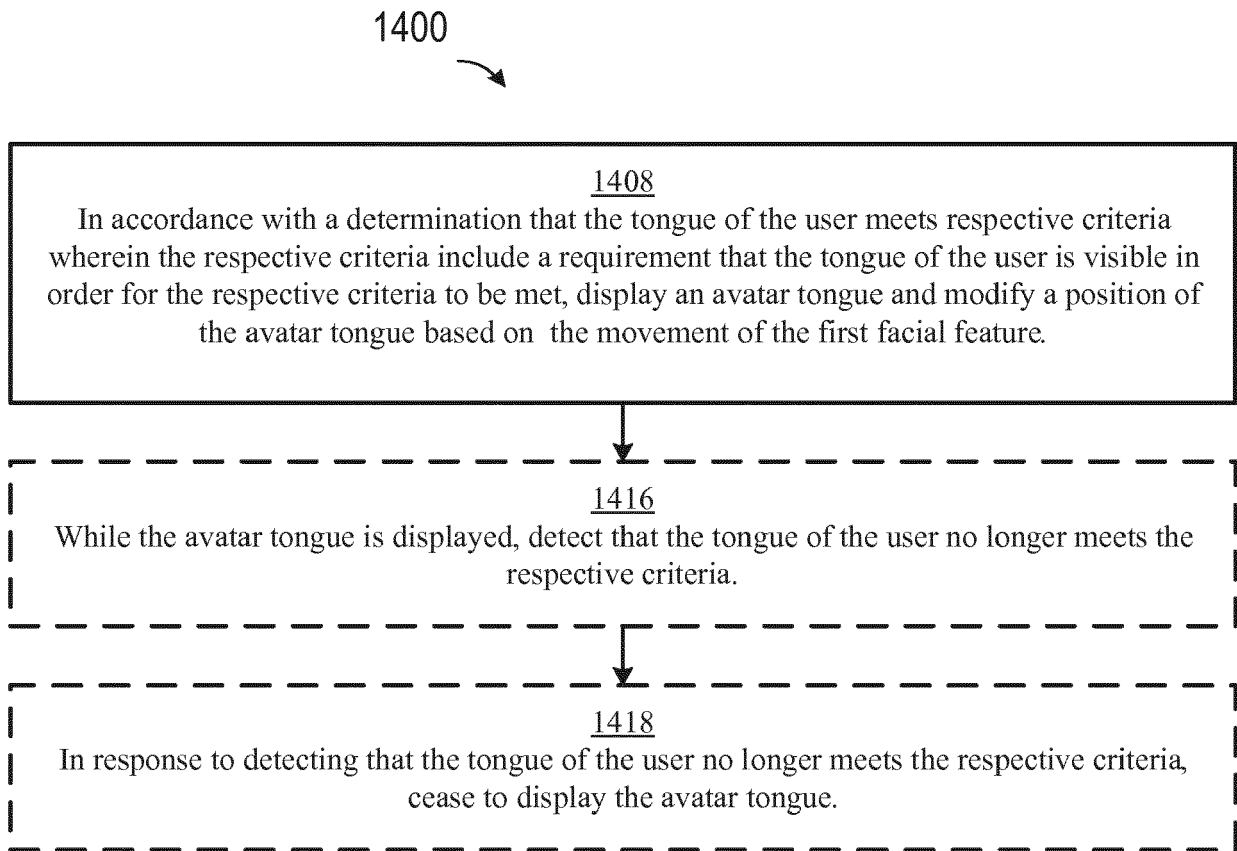 1400
1408
In accordance with a determination that the tongue of the user meets respective criteria
wherein the respective criteria include a requirement that the tongue of the user is visible in
order for the respective criteria to be met, display an avatar tongue and modify a position of
the avatar tongue based on the movement of the first facial feature.
1416
While the avatar tongue is displayed, detect that the tongue of the user no longer meets the
respective criteria.
1418
In response to detecting that the tongue of the user no longer meets the respective criteria,
cease to display the avatar tongue.